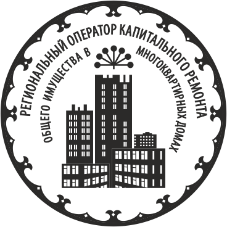 РЕГИОНАЛЬНЫЙ ОПЕРАТОР КАПИТАЛЬНОГО РЕМОНТА
ОБЩЕГО ИМУЩЕСТВА В МНОГОКВАРТИРНЫХ ДОМАХ